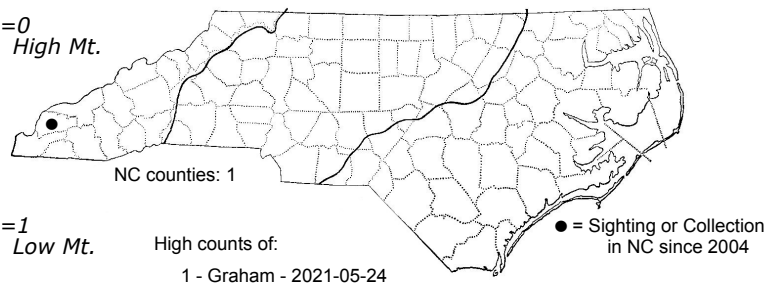 =0
High Mt.
NC counties: 1
=1
Low Mt.
High counts of:
1 - Graham - 2021-05-24
● = Sighting or Collection
in NC since 2004